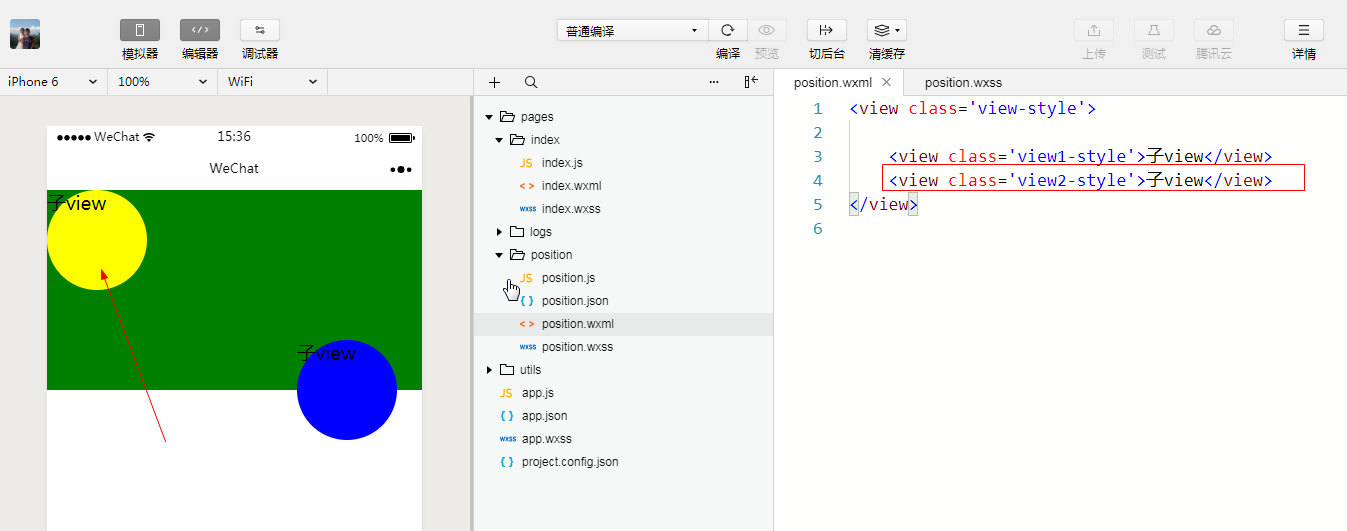 模拟器 编辑器 调试器 普通编译 编译 预览 切后台 清缓存 上传 测试 腾讯云 详情
iPhone 6 100% WiFi
WeChat 15:36 100%
WeChat
子view
子view
pages
index
JS index.js
< > index.wxml
wxss index.wxss
logs
position
JS position.js
{ } position.json
< > position.wxml
wxss position.wxss
utils
JS app.js
{ } app.json
wxss app.wxss
{ } project.config.json
position.wxml position.wxss
1 <view class='view-style'>
2
3 <view class='view1-style'>子view</view>
4 <view class='view2-style'>子view</view>
5 </view>
6